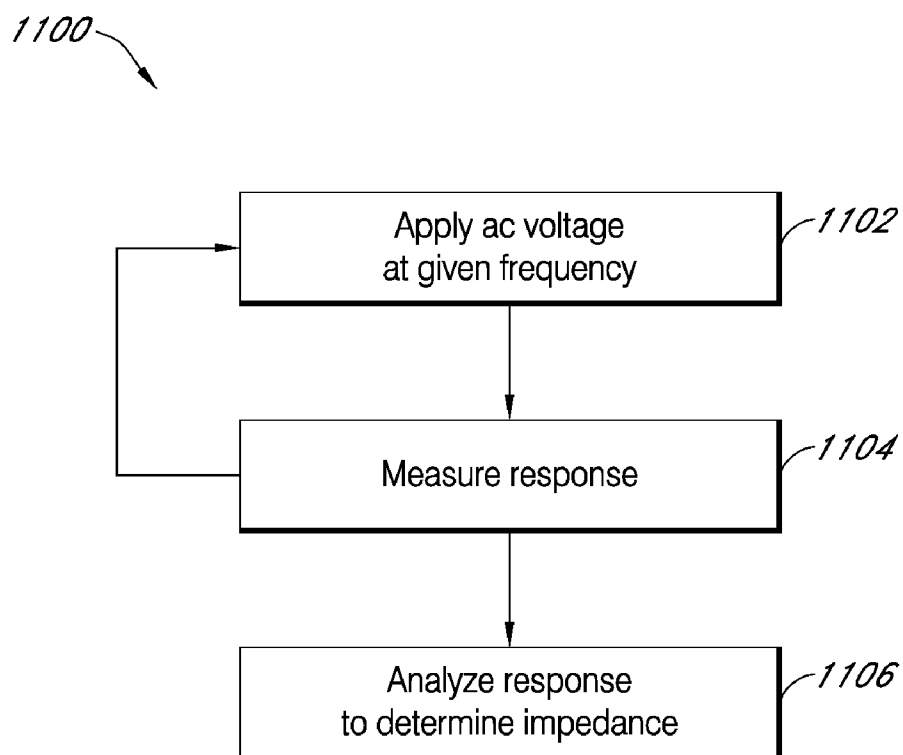 1100
Apply ac voltage
at given frequency
1102
Measure response
1104
Analyze response
to determine impedance
1106